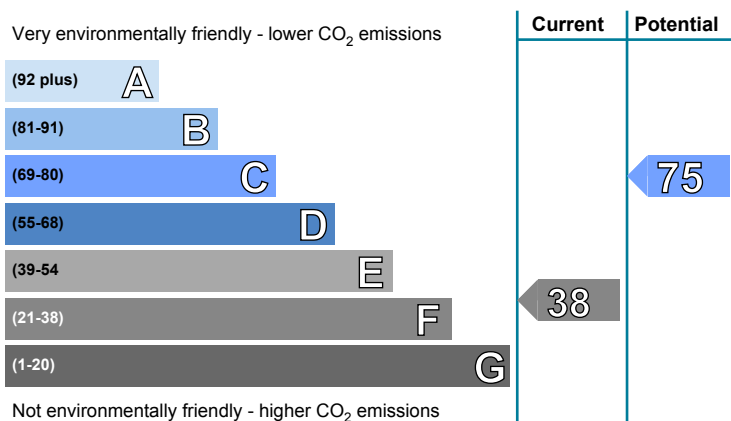 Very environmentally friendly - lower CO₂ emissions
Current
Potential
(92 plus) A
(81-91) B
(69-80) C
75
(55-68) D
(39-54 E
38
(21-38) F
(1-20) G
Not environmentally friendly - higher CO₂ emissions